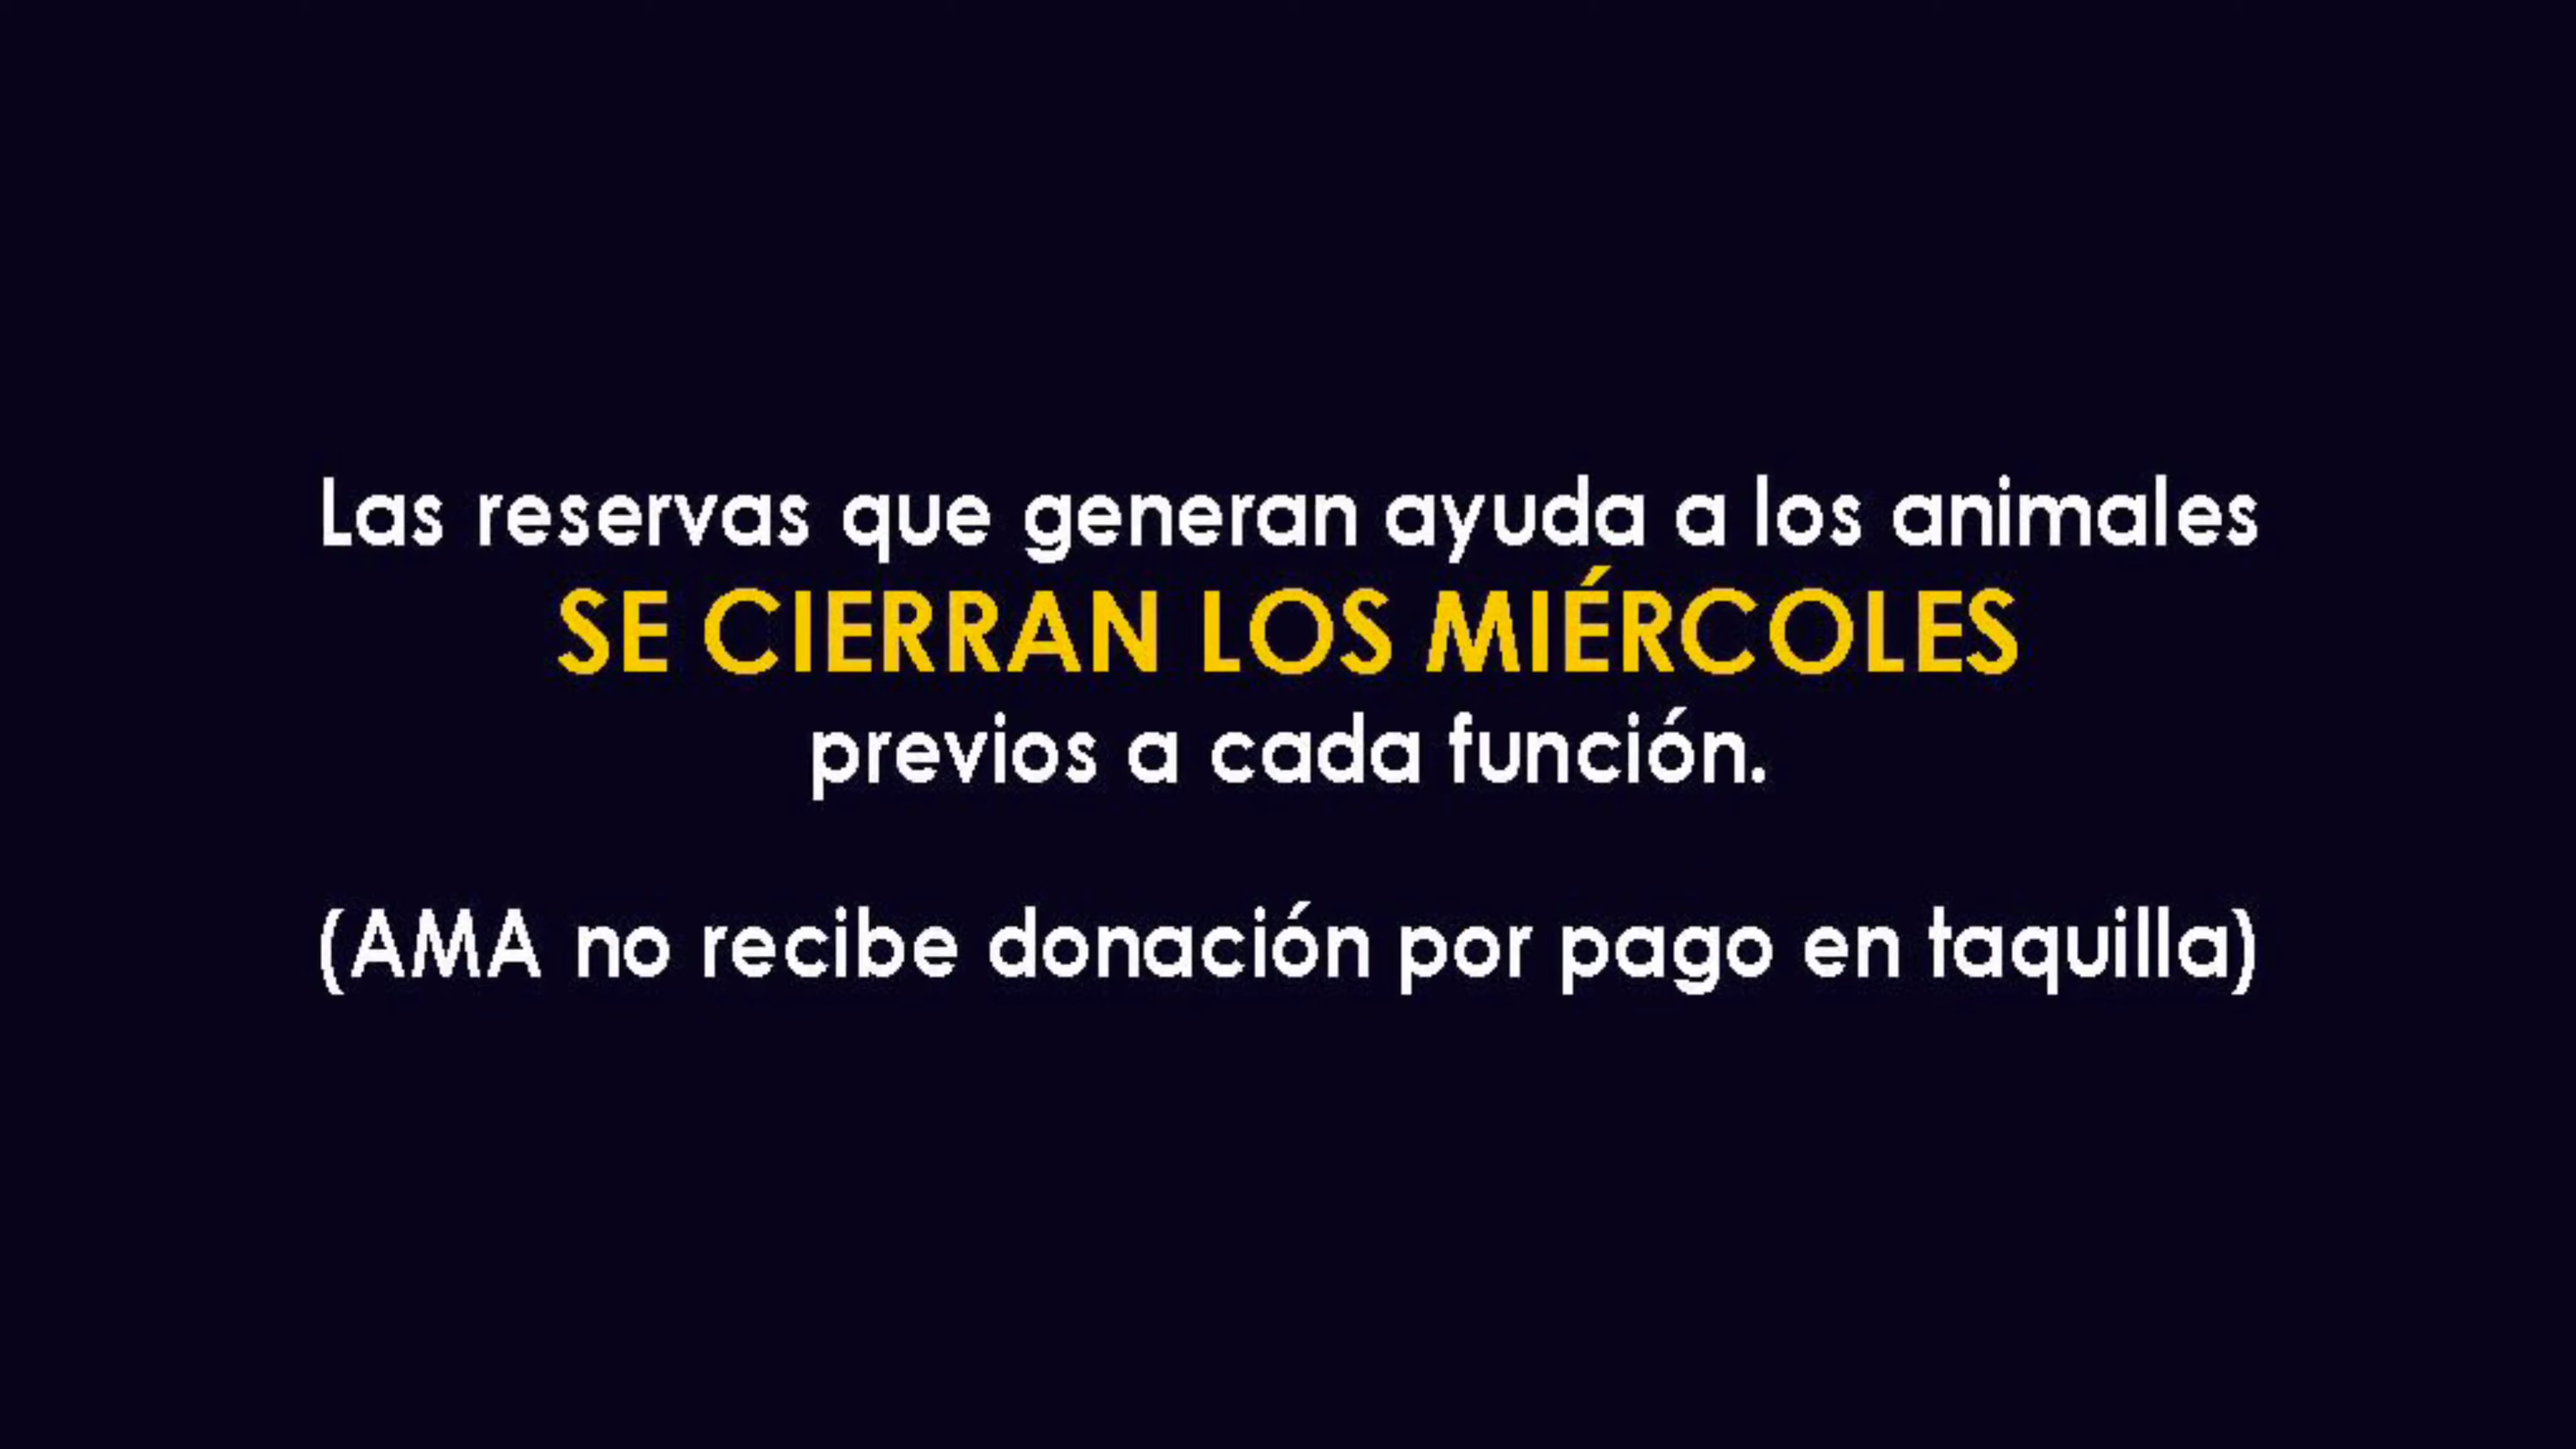 Las reservas que generan ayuda a los animales
SE CIERRAN LOS MIÉRCOLES
previos a cada función.
(AMA no recibe donación por pago en taquilla)